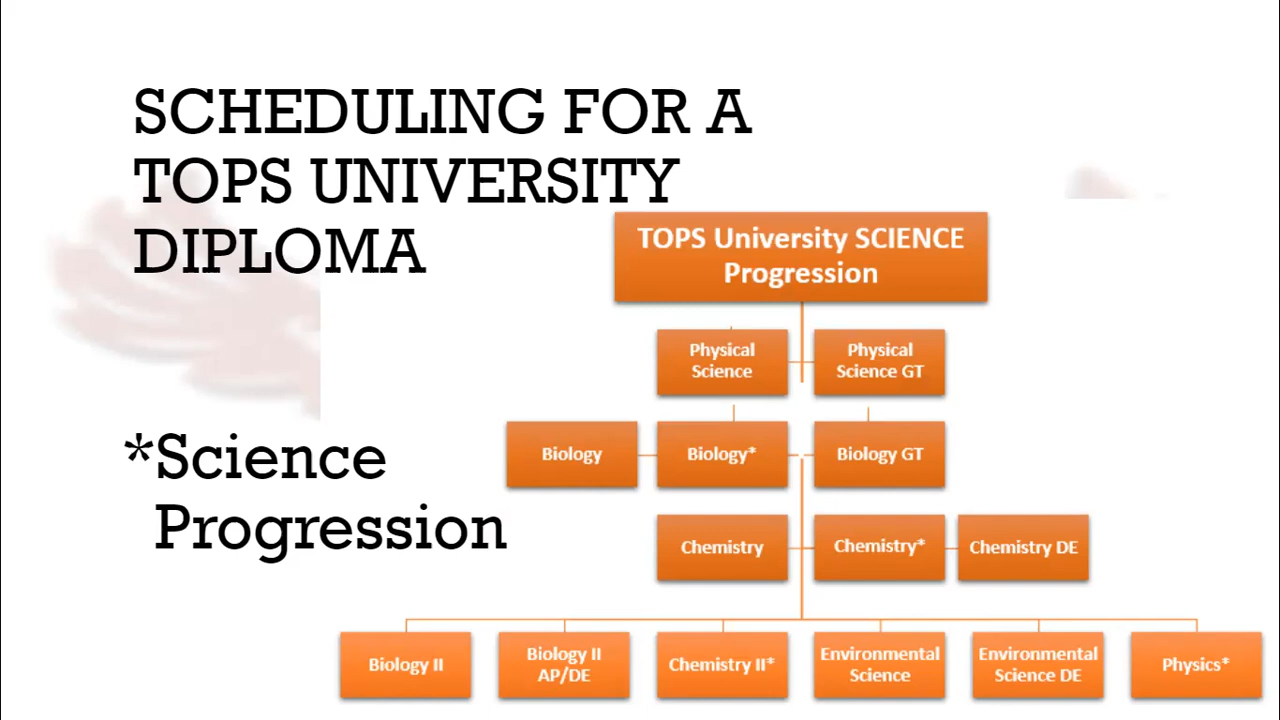 SCHEDULING FOR A
TOPS UNIVERSITY
DIPLOMA
*Science
Progression
TOPS University SCIENCE
Progression
Physical
Science
Physical
Science GT
Biology
Biology*
Biology GT
Chemistry
Chemistry*
Chemistry DE
Biology II
Biology II
AP/DE
Chemistry II*
Environmental
Science
Environmental
Science DE
Physics*